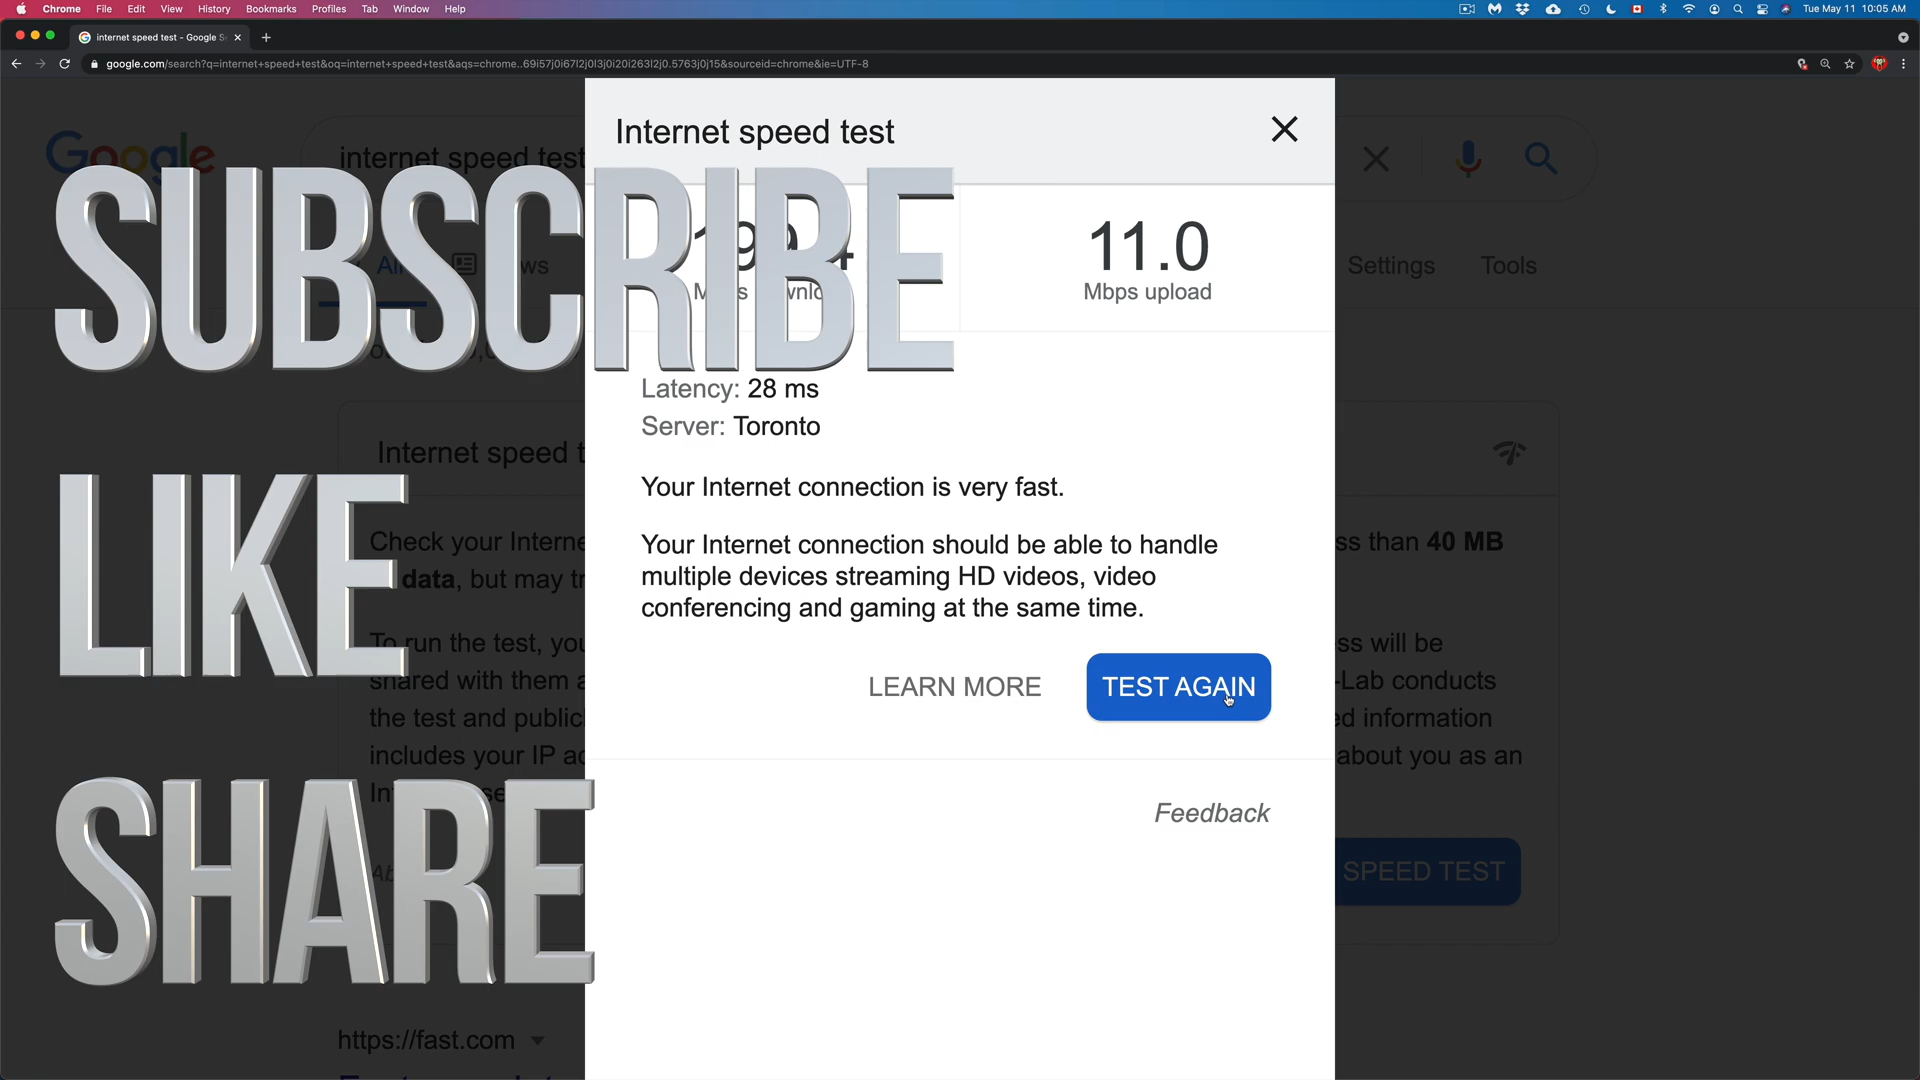 Chrome File Edit View History Bookmarks Profiles Tab Window Help
Tue May 11 10:05 AM
internet speed test - Google S
google.com/search?q=internet+speed+test&oq=internet+speed+test&aqs=chrome..69i57j0i67l2j0l3j0i20i263l2j0.5763j0j15&sourceid=chrome&ie=UTF-8
Google
internet speed test
Internet speed test
SUBSCRIBE
11.0
Mbps upload
All
Settings Tools
Latency: 28 ms
Server: Toronto
Internet speed
Your Internet connection is very fast.
LIKE
Check your
ss than 40 MB
data, but may
Your Internet connection should be able to handle
multiple devices streaming HD videos, video
conferencing and gaming at the same time.
To run the test, you
ss will be
shared with them
-Lab conducts
LEARN MORE TEST AGAIN
the test and
ed information
includes your IP
about you as an
SHARE
Feedback
SPEED TEST
https://fast.com